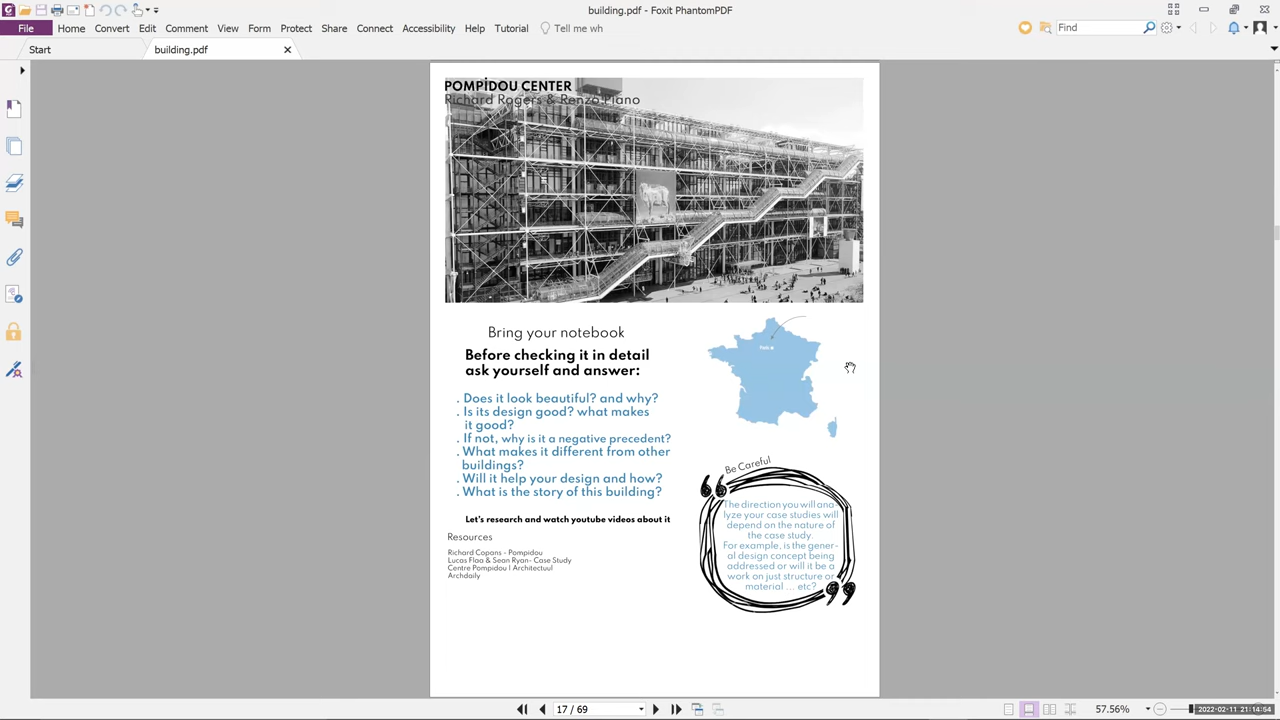 building.pdf - Foxit PhantomPDF
File Home Convert Edit Comment View Form Protect Share Connect Accessibility Help Tutorial Tell me wh Find
Start building.pdf
POMPİDOU CENTER
Richard Rogers & Renzo Piano
Bring your notebook
Before checking it in detail
ask yourself and answer:
. Does it look beautiful? and why?
. Is its design good? what makes
it good?
. If not, why is it a negative precedent?
. What makes it different from other
buildings?
. Will it help your design and how?
. What is the story of this building?
Let's research and watch youtube videos about it
Resources
Richard Copans - Pompidou
Lucas Flaa & Sean Ryan- Case Study
Centre Pompidou | Architectuul
Archdaily
Paris
Be Careful
The direction you will ana-
lyze your case studies will
depend on the nature of
the case study.
For example, is the gener-
al design concept being
addressed or will it be a
work on just structure or
material ... etc?
17 / 69
57.56%
2022-02-11 21:14:54